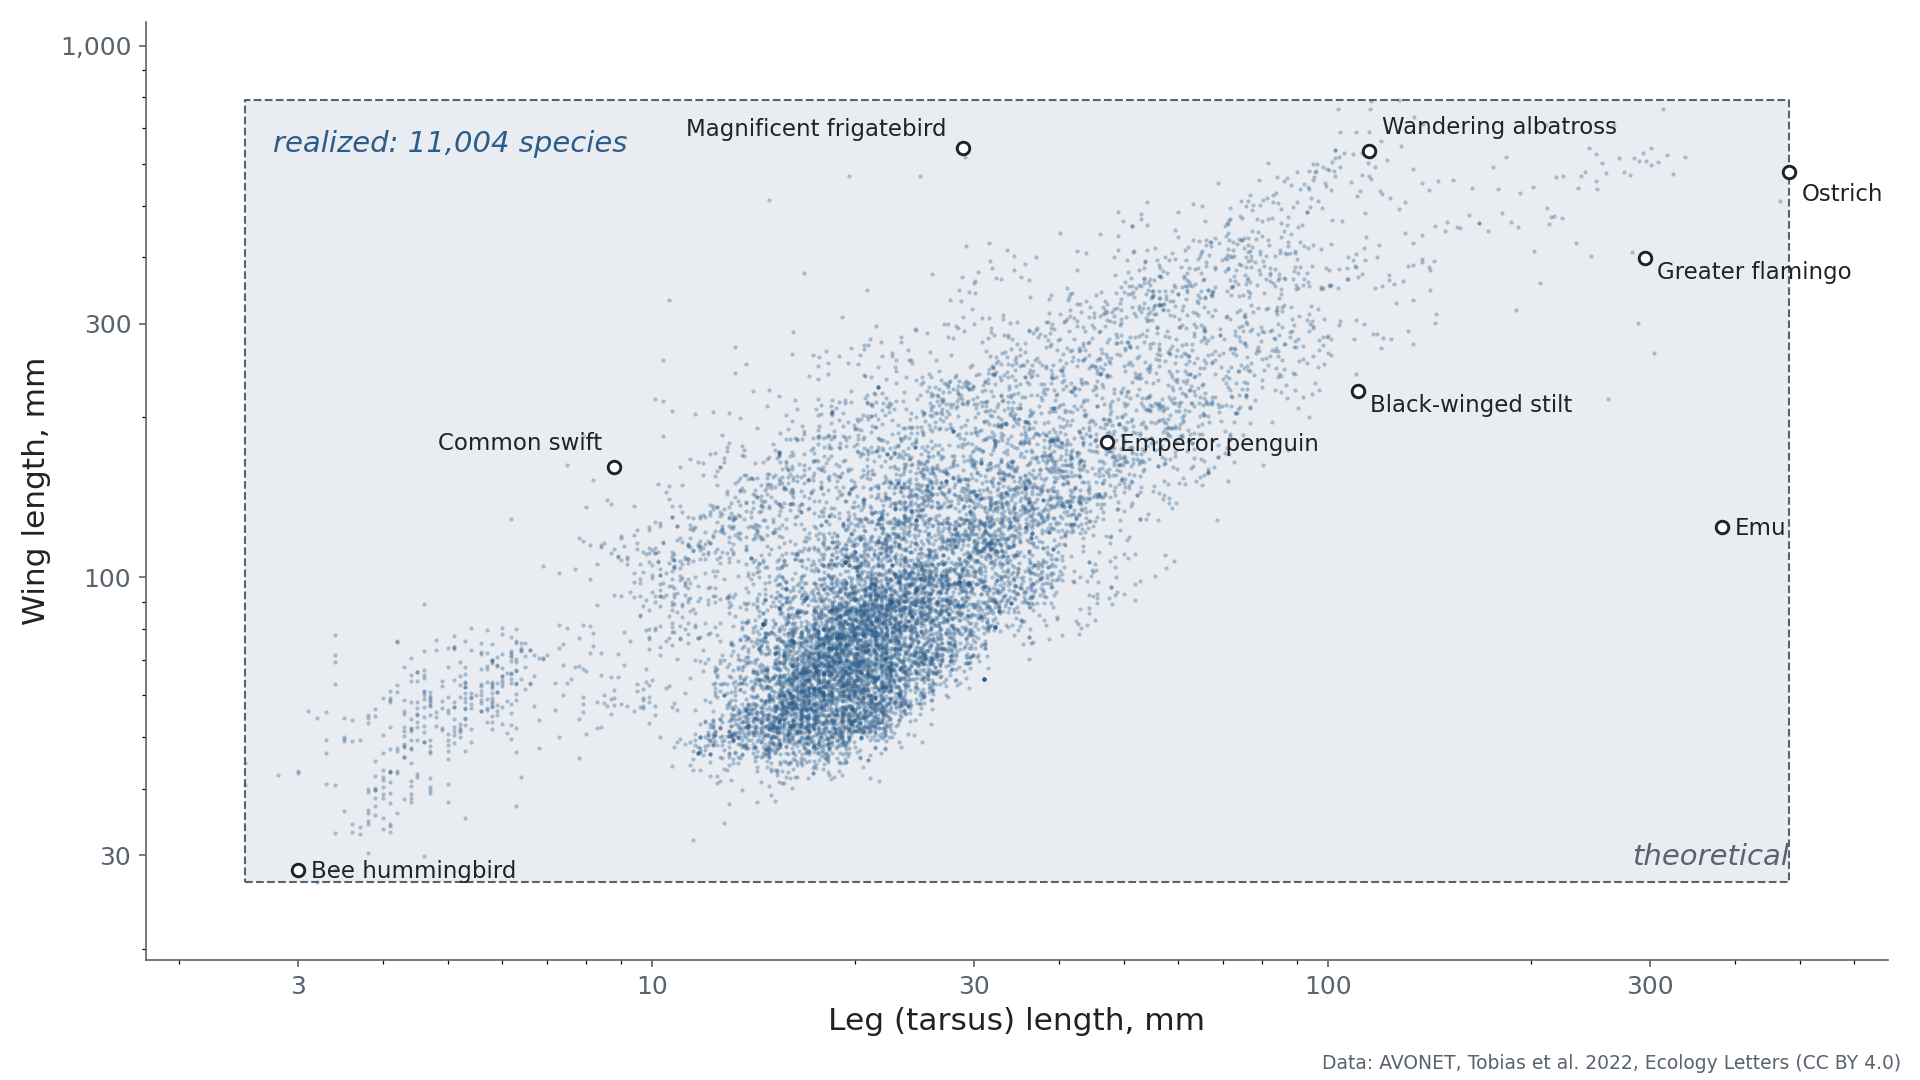 1,000
300
100
30
Wing length, mm
realized: 11,004 species
Magnificent frigatebird
Wandering albatross
Ostrich
Greater flamingo
Black-winged stilt
Common swift
Emperor penguin
Emu
theoretical
Bee hummingbird
3
10
30
100
300
Leg (tarsus) length, mm
Data: AVONET, Tobias et al. 2022, Ecology Letters (CC BY 4.0)